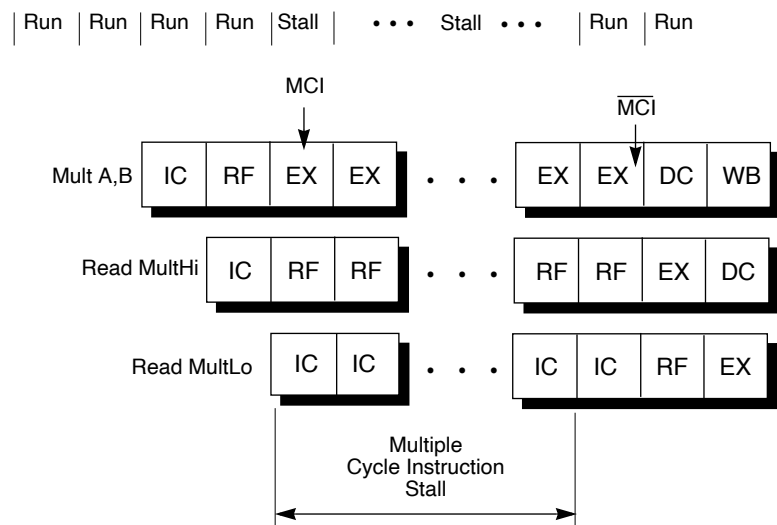 Run Run Run Run Stall • • • Stall • • • Run Run
MCI
MCI
Mult A,B IC RF EX EX • • • EX EX DC WB
Read MultHi IC RF RF • • • RF RF EX DC
Read MultLo IC IC • • • IC IC RF EX
Multiple
Cycle Instruction
Stall